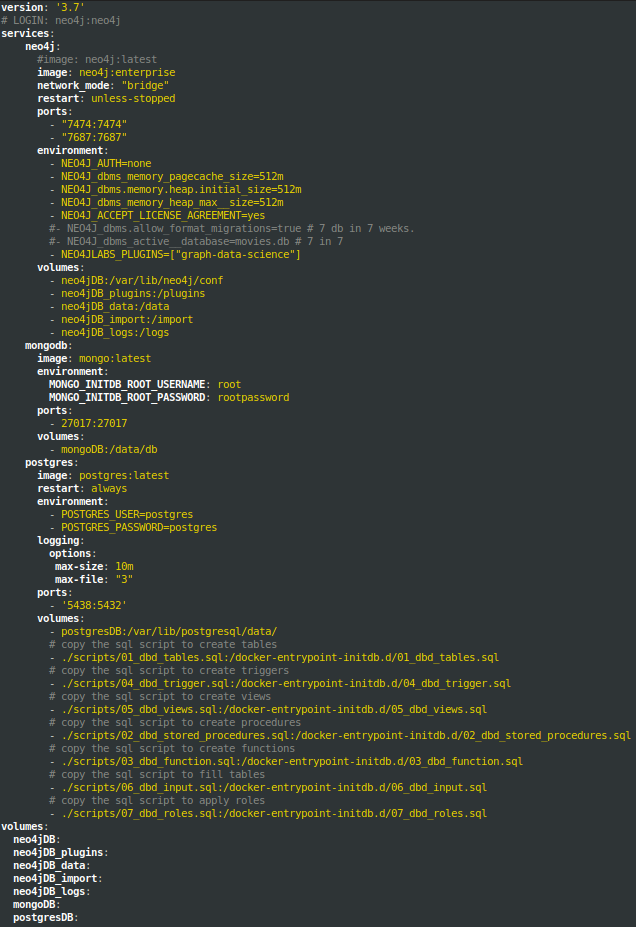 version: '3.7'
# LOGIN: neo4j:neo4j
services:
    neo4j:
      #image: neo4j:latest
      image: neo4j:enterprise
      network_mode: "bridge"
      restart: unless-stopped
      ports:
        - "7474:7474"
        - "7687:7687"
      environment:
        - NEO4J_AUTH=none
        - NEO4J_dbms_memory_pagecache_size=512m
        - NEO4J_dbms.memory.heap.initial_size=512m
        - NEO4J_dbms_memory_heap_max__size=512m
        - NEO4J_ACCEPT_LICENSE_AGREEMENT=yes
        #- NEO4J_dbms.allow_format_migrations=true # 7 db in 7 weeks.
        #- NEO4J_dbms_active__database=movies.db # 7 in 7
        - NEO4JLABS_PLUGINS=["graph-data-science"]
      volumes:
        - neo4jDB:/var/lib/neo4j/conf
        - neo4jDB_plugins:/plugins
        - neo4jDB_data:/data
        - neo4jDB_import:/import
        - neo4jDB_logs:/logs
    mongodb:
      image: mongo:latest
      environment:
        MONGO_INITDB_ROOT_USERNAME: root
        MONGO_INITDB_ROOT_PASSWORD: rootpassword
      ports:
        - 27017:27017
      volumes:
        - mongoDB:/data/db
    postgres:
      image: postgres:latest
      restart: always
      environment:
        - POSTGRES_USER=postgres
        - POSTGRES_PASSWORD=postgres
      logging:
        options:
         max-size: 10m
         max-file: "3"
      ports:
        - '5438:5432'
      volumes:
        - postgresDB:/var/lib/postgresql/data/
        # copy the sql script to create tables
        - ./scripts/01_dbd_tables.sql:/docker-entrypoint-initdb.d/01_dbd_tables.sql
        # copy the sql script to create triggers
        - ./scripts/04_dbd_trigger.sql:/docker-entrypoint-initdb.d/04_dbd_trigger.sql
        # copy the sql script to create views
        - ./scripts/05_dbd_views.sql:/docker-entrypoint-initdb.d/05_dbd_views.sql
        # copy the sql script to create procedures
        - ./scripts/02_dbd_stored_procedures.sql:/docker-entrypoint-initdb.d/02_dbd_stored_procedures.sql
        # copy the sql script to create functions
        - ./scripts/03_dbd_function.sql:/docker-entrypoint-initdb.d/03_dbd_function.sql
        # copy the sql script to fill tables
        - ./scripts/06_dbd_input.sql:/docker-entrypoint-initdb.d/06_dbd_input.sql
        # copy the sql script to apply roles
        - ./scripts/07_dbd_roles.sql:/docker-entrypoint-initdb.d/07_dbd_roles.sql
volumes:
  neo4jDB:
  neo4jDB_plugins:
  neo4jDB_data:
  neo4jDB_import:
  neo4jDB_logs:
  mongoDB:
  postgresDB: